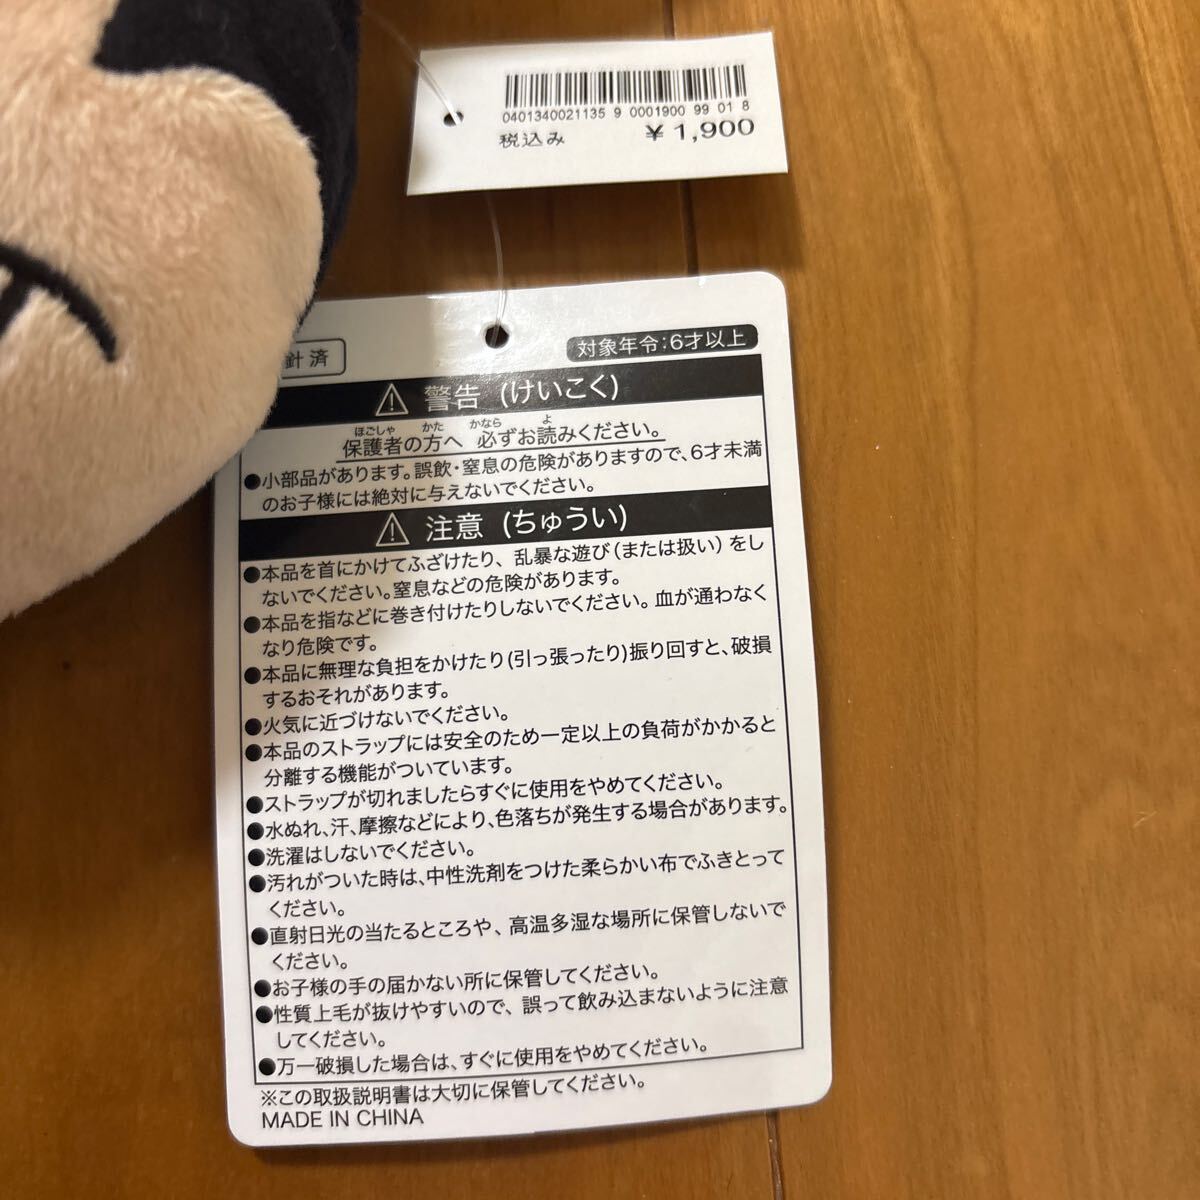 0401340021135 9 0001900 99 01 8
税込み ￥1,900
針済
対象年令:6才以上
警告 (けいこく)
ほごしゃ かた かなら よ
保護者の方へ 必ずお読みください。
●小部品があります。誤飲・窒息の危険がありますので、6才未満
のお子様には絶対に与えないでください。
注意 (ちゅうい)
●本品を首にかけてふざけたり、乱暴な遊び(または扱い)をし
ないでください。窒息などの危険があります。
●本品を指などに巻き付けたりしないでください。血が通わなく
なり危険です。
●本品に無理な負担をかけたり(引っ張ったり)振り回すと、破損
するおそれがあります。
●火気に近づけないでください。
●本品のストラップには安全のため一定以上の負荷がかかると
分離する機能がついています。
●ストラップが切れましたらすぐに使用をやめてください。
●水ぬれ、汗、摩擦などにより、色落ちが発生する場合があります。
●洗濯はしないでください。
●汚れがついた時は、中性洗剤をつけた柔らかい布でふきとって
ください。
●直射日光の当たるところや、高温多湿な場所に保管しないで
ください。
●お子様の手の届かない所に保管してください。
●性質上毛が抜けやすいので、誤って飲み込まないように注意
してください。
●万一破損した場合は、すぐに使用をやめてください。
※この取扱説明書は大切に保管してください。
MADE IN CHINA